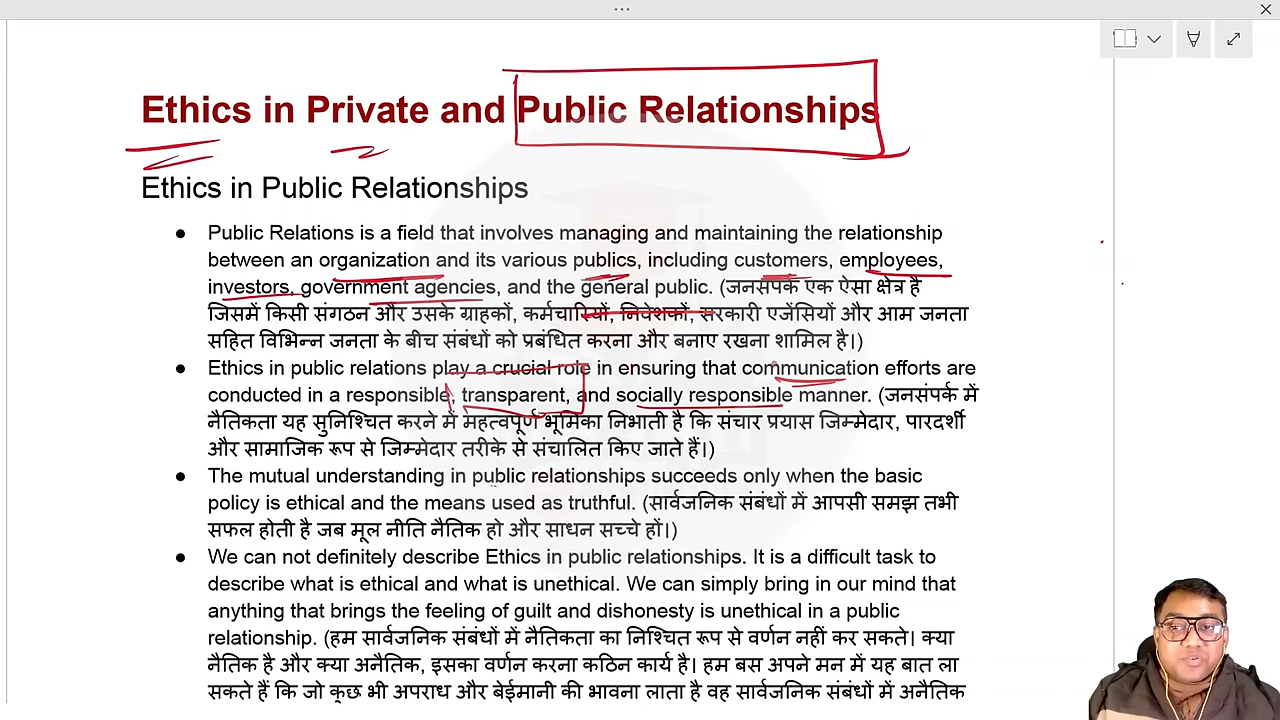 Ethics in Private and Public Relationships
Ethics in Public Relationships
● Public Relations is a field that involves managing and maintaining the relationship
between an organization and its various publics, including customers, employees,
investors, government agencies, and the general public. (जनसंपर्क एक ऐसा क्षेत्र है
जिसमें किसी संगठन और उसके ग्राहकों, कर्मचारियों, निवेशकों, सरकारी एजेंसियों और आम जनता
सहित विभिन्न जनता के बीच संबंधों को प्रबंधित करना और बनाए रखना शामिल है।)
● Ethics in public relations play a crucial role in ensuring that communication efforts are
conducted in a responsible, transparent, and socially responsible manner. (जनसंपर्क में
नैतिकता यह सुनिश्चित करने में महत्वपूर्ण भूमिका निभाती है कि संचार प्रयास जिम्मेदार, पारदर्शी
और सामाजिक रूप से जिम्मेदार तरीके से संचालित किए जाते हैं।)
● The mutual understanding in public relationships succeeds only when the basic
policy is ethical and the means used as truthful. (सार्वजनिक संबंधों में आपसी समझ तभी
सफल होती है जब मूल नीति नैतिक हो और साधन सच्चे हों।)
● We can not definitely describe Ethics in public relationships. It is a difficult task to
describe what is ethical and what is unethical. We can simply bring in our mind that
anything that brings the feeling of guilt and dishonesty is unethical in a public
relationship. (हम सार्वजनिक संबंधों में नैतिकता का निश्चित रूप से वर्णन नहीं कर सकते। क्या
नैतिक है और क्या अनैतिक, इसका वर्णन करना कठिन कार्य है। हम बस अपने मन में यह बात ला
सकते हैं कि जो कुछ भी अपराध और बेईमानी की भावना लाता है वह सार्वजनिक संबंधों में अनैतिक